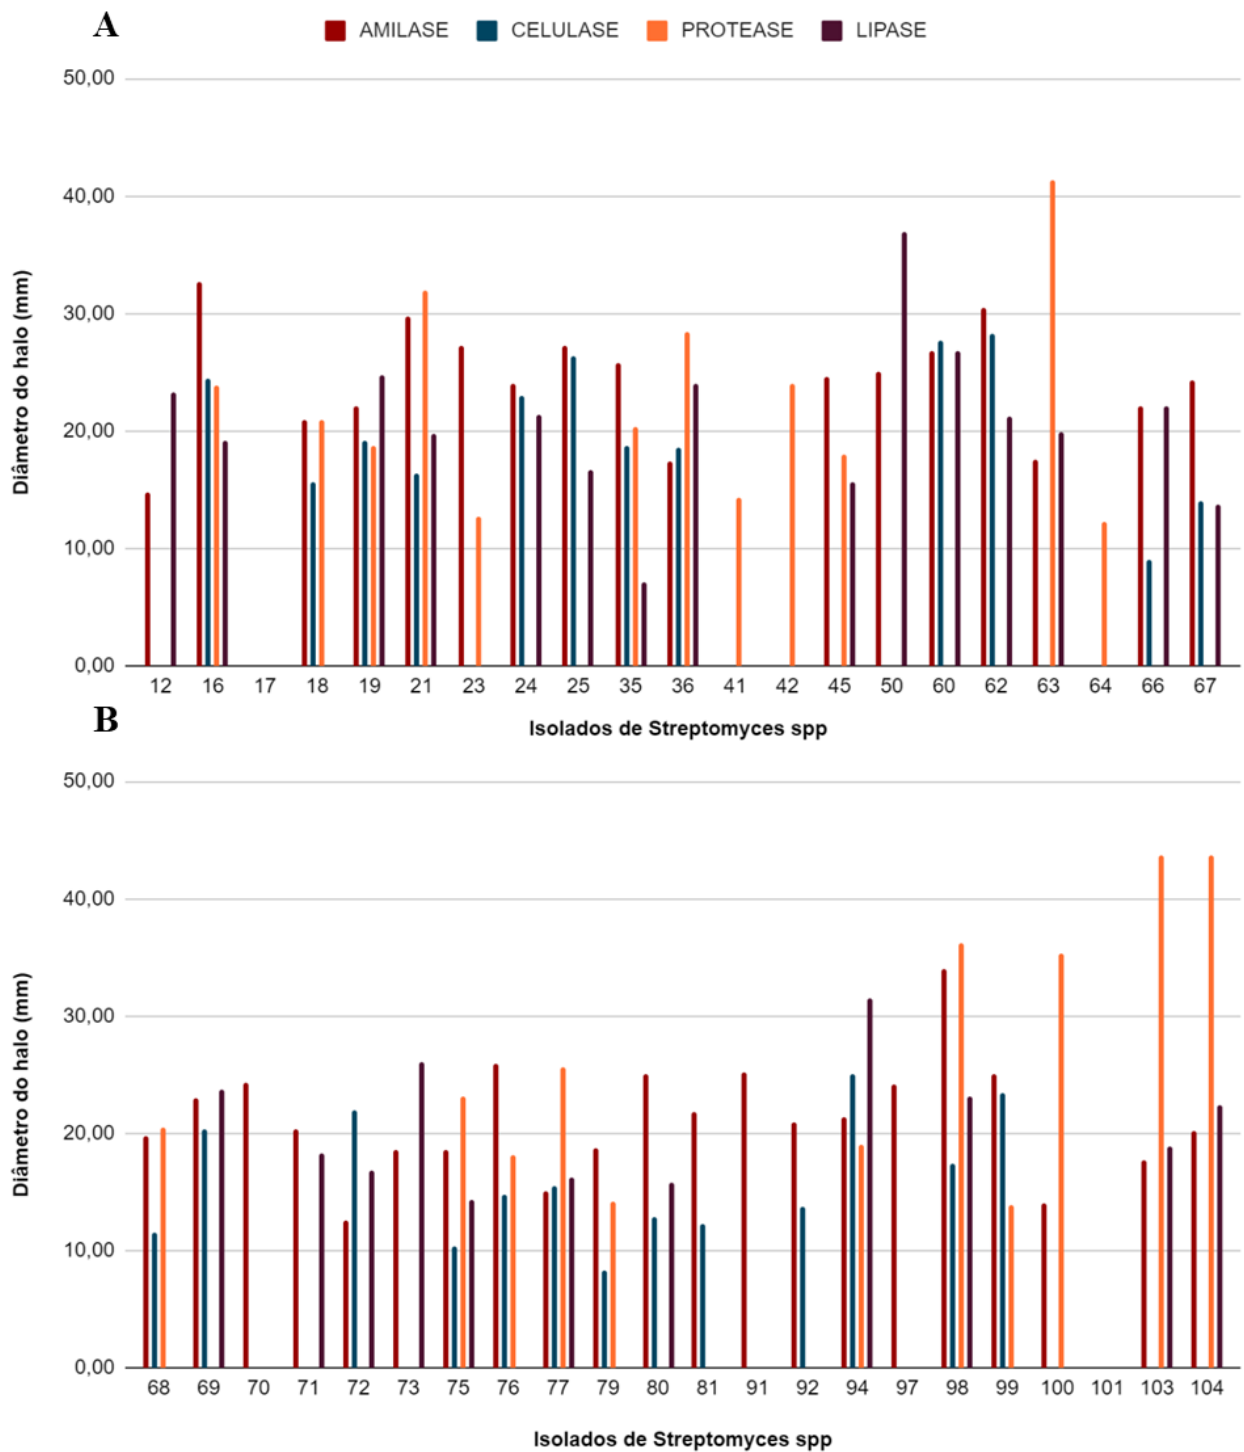 A
AMILASE CELULASE PROTEASE LIPASE
50,00
40,00
30,00
20,00
10,00
0,00
Diâmetro do halo (mm)
12 16 17 18 19 21 23 24 25 35 36 41 42 45 50 60 62 63 64 66 67
Isolados de Streptomyces spp
B
50,00
40,00
30,00
20,00
10,00
0,00
Diâmetro do halo (mm)
68 69 70 71 72 73 75 76 77 79 80 81 91 92 94 97 98 99 100 101 103 104
Isolados de Streptomyces spp